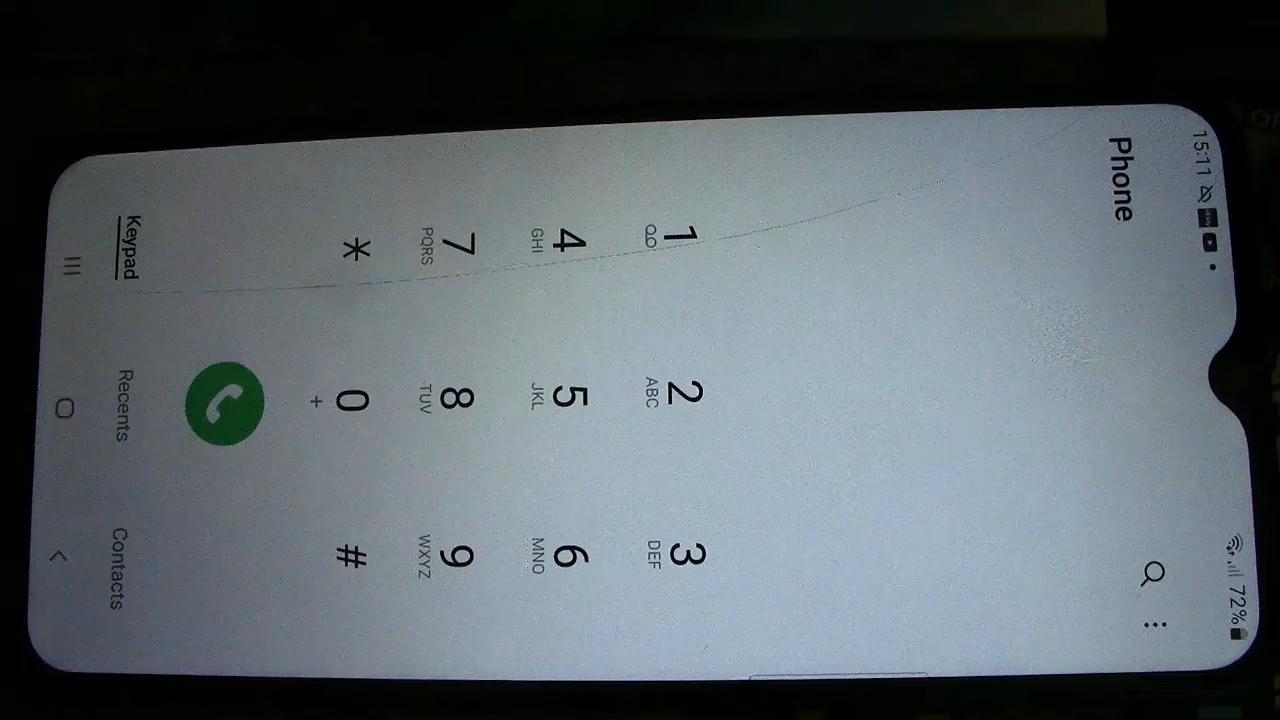 15:11 72%
Phone
1 2 3
ABC DEF
4 5 6
GHI JKL MNO
7 8 9
PQRS TUV WXYZ
* 0 #
+
Keypad Recents Contacts